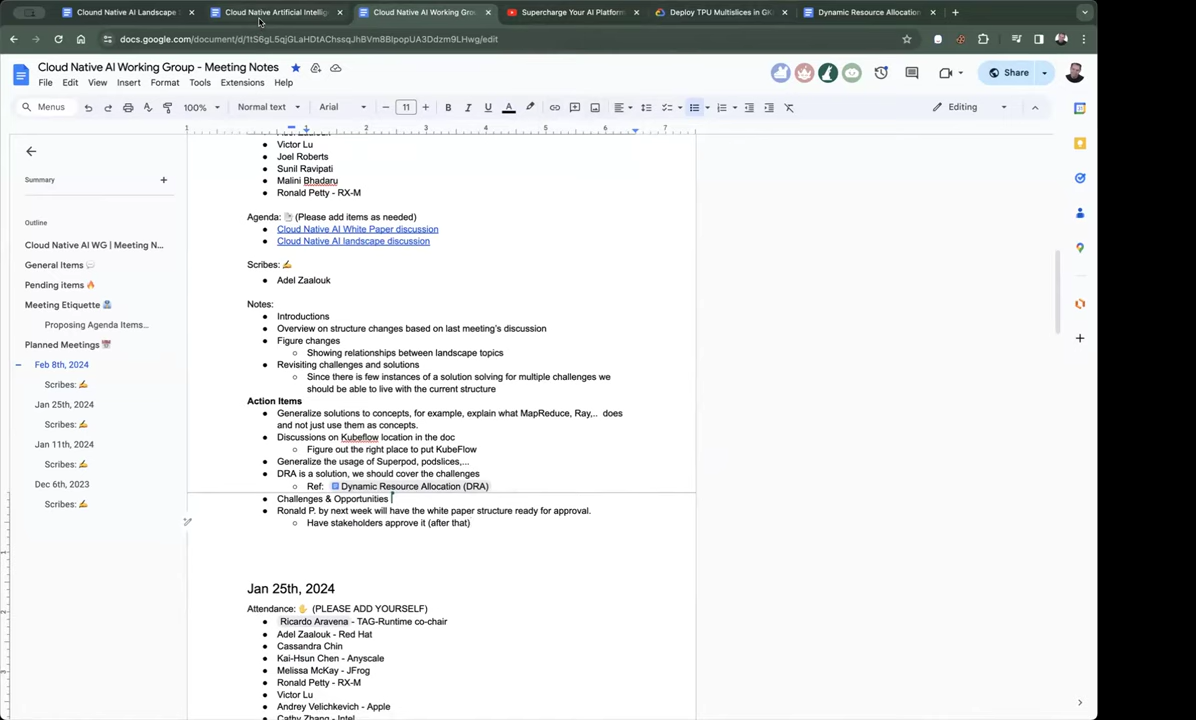 Cloud Native AI Landscape
Cloud Native Artificial Intellig
Cloud Native AI Working Gro
Supercharge Your AI Platform
Deploy TPU Multislices in GK
Dynamic Resource Allocation
docs.google.com/document/d/1tS6gL5qjGLaHDtAChssqJhBVm8BlpopUA3Ddzm9LHwg/edit
Cloud Native AI Working Group - Meeting Notes
File Edit View Insert Format Tools Extensions Help
Share
Menus
100%
Normal text
Arial
11
Editing
1 1 2 3 4 5 6 7
Summary
Outline
Cloud Native AI WG | Meeting N...
General Items 💬
Pending items 🔥
Meeting Etiquette
Proposing Agenda Items...
Planned Meetings 📅
Feb 8th, 2024
Scribes: ✍️
Jan 25th, 2024
Scribes: ✍️
Jan 11th, 2024
Scribes: ✍️
Dec 6th, 2023
Scribes: ✍️
Victor Lu
Joel Roberts
Sunil Ravipati
Malini Bhadaru
Ronald Petty - RX-M
Agenda: (Please add items as needed)
Cloud Native AI White Paper discussion
Cloud Native AI landscape discussion
Scribes: ✍️
Adel Zaalouk
Notes:
Introductions
Overview on structure changes based on last meeting's discussion
Figure changes
Showing relationships between landscape topics
Revisiting challenges and solutions
Since there is few instances of a solution solving for multiple challenges we
should be able to live with the current structure
Action Items
Generalize solutions to concepts, for example, explain what MapReduce, Ray,.. does
and not just use them as concepts.
Discussions on Kubeflow location in the doc
Figure out the right place to put KubeFlow
Generalize the usage of Superpod, podslices,...
DRA is a solution, we should cover the challenges
Ref: Dynamic Resource Allocation (DRA)
Challenges & Opportunities
Ronald P. by next week will have the white paper structure ready for approval.
Have stakeholders approve it (after that)
Jan 25th, 2024
Attendance: ✋ (PLEASE ADD YOURSELF)
Ricardo Aravena - TAG-Runtime co-chair
Adel Zaalouk - Red Hat
Cassandra Chin
Kai-Hsun Chen - Anyscale
Melissa McKay - JFrog
Ronald Petty - RX-M
Victor Lu
Andrey Velichkevich - Apple
Cathy Zhang - Intel